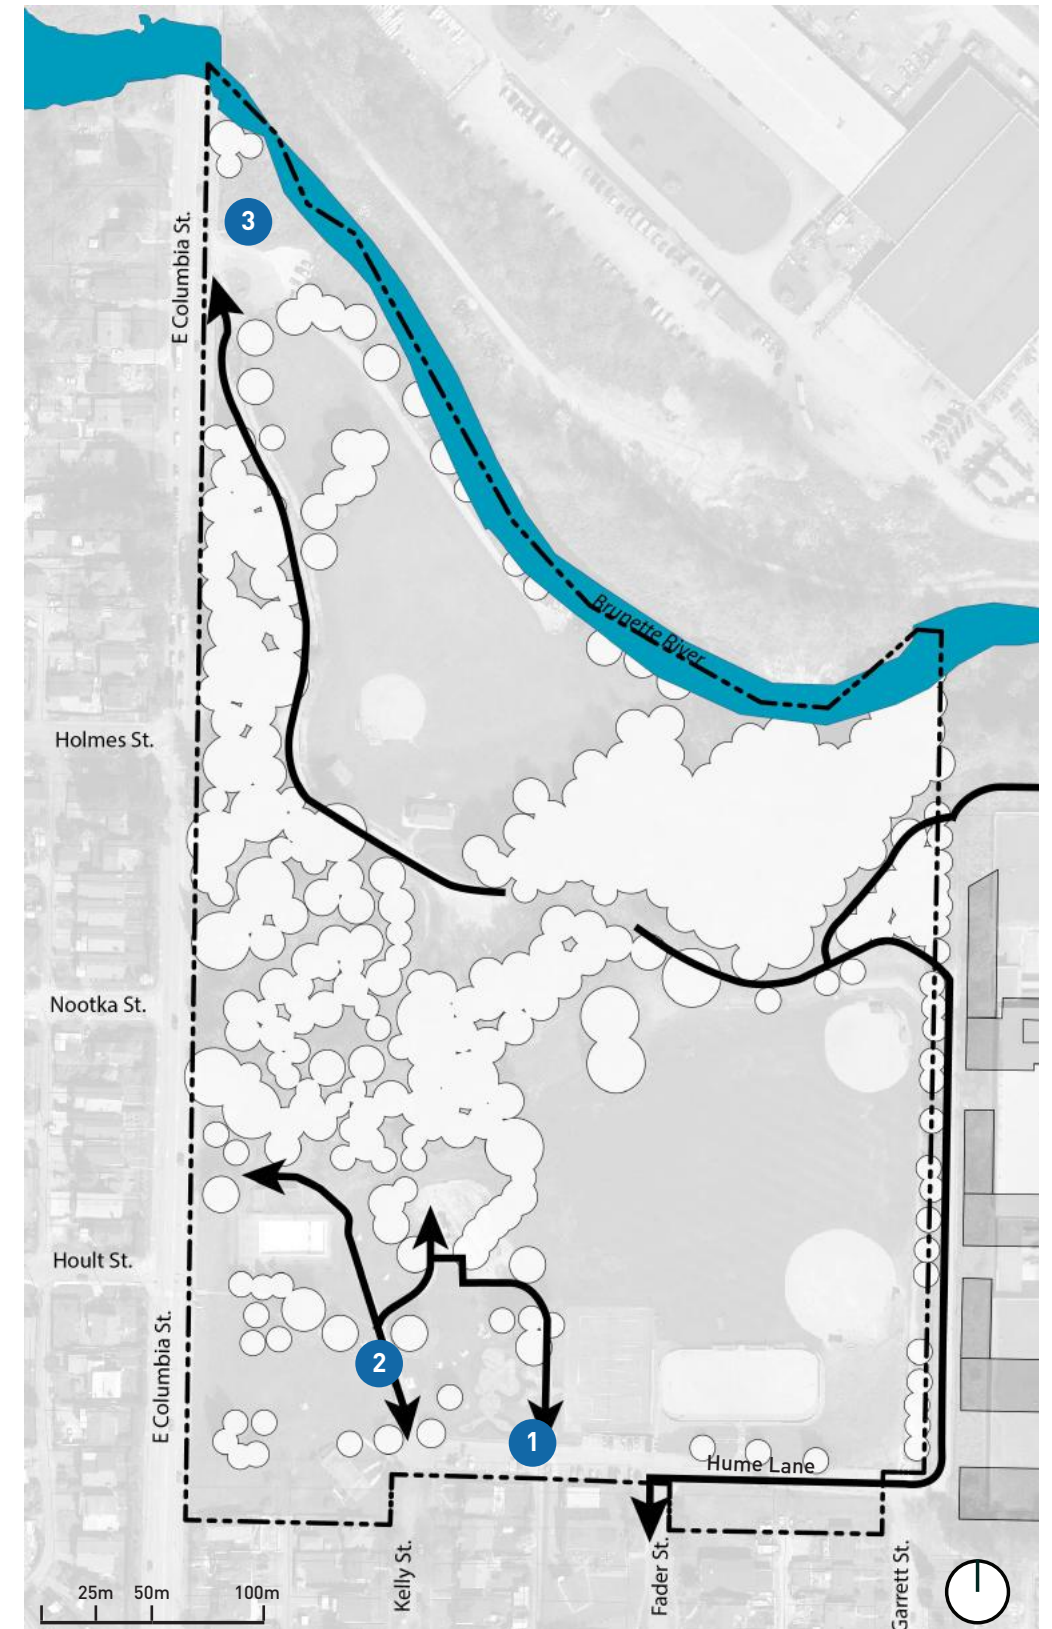 E Columbia St.
3
Brunette River
Holmes St.
Nootka St.
Hoult St.
E Columbia St.
2
1
Hume Lane
Kelly St.
Fader St.
Garrett St.
25m 50m 100m